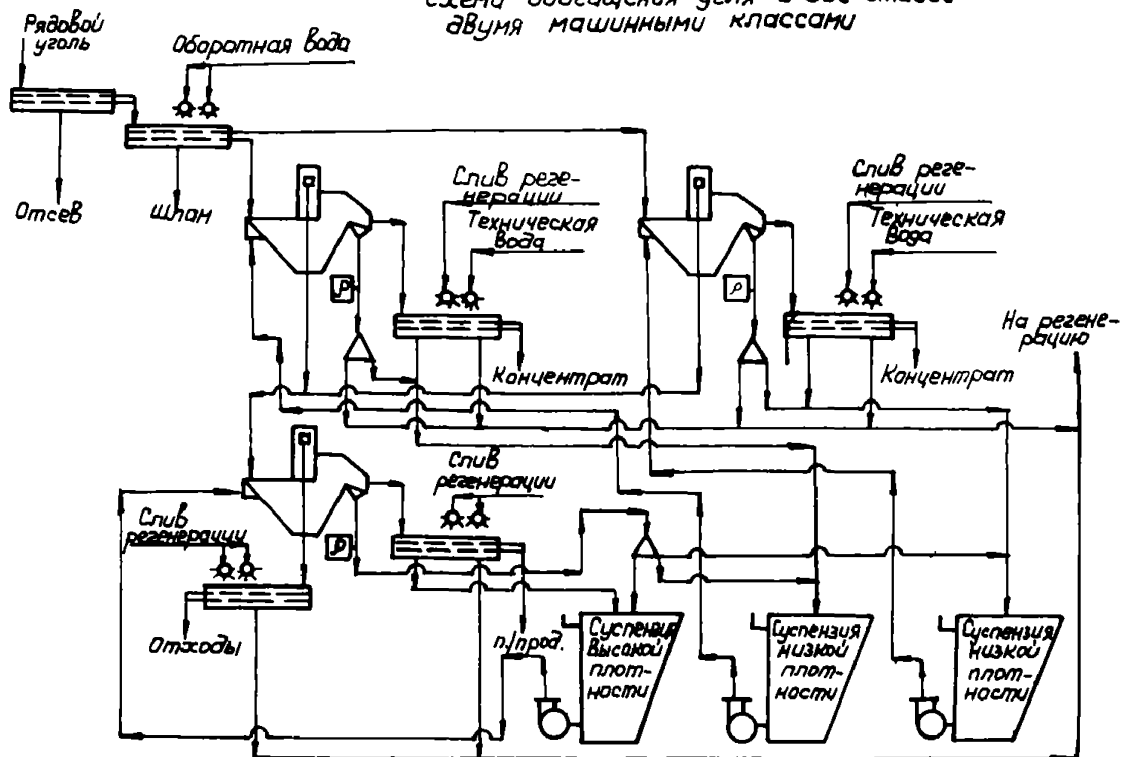 двумя машинными классами
Рядовой
уголь
Оборотная вода
Отсев
Шлам
Слив реге-
нерации
Техническая
вода
Слив реге-
нерации
Техническая
вода
ρ
ρ
Концентрат
Концентрат
На регене-
рацию
Слив
регенерации
Слив
регенерации
ρ
Отходы
п/прод.
Суспензия
высокой
плот-
ности
Суспензия
низкой
плот-
ности
Суспензия
низкой
плот-
ности